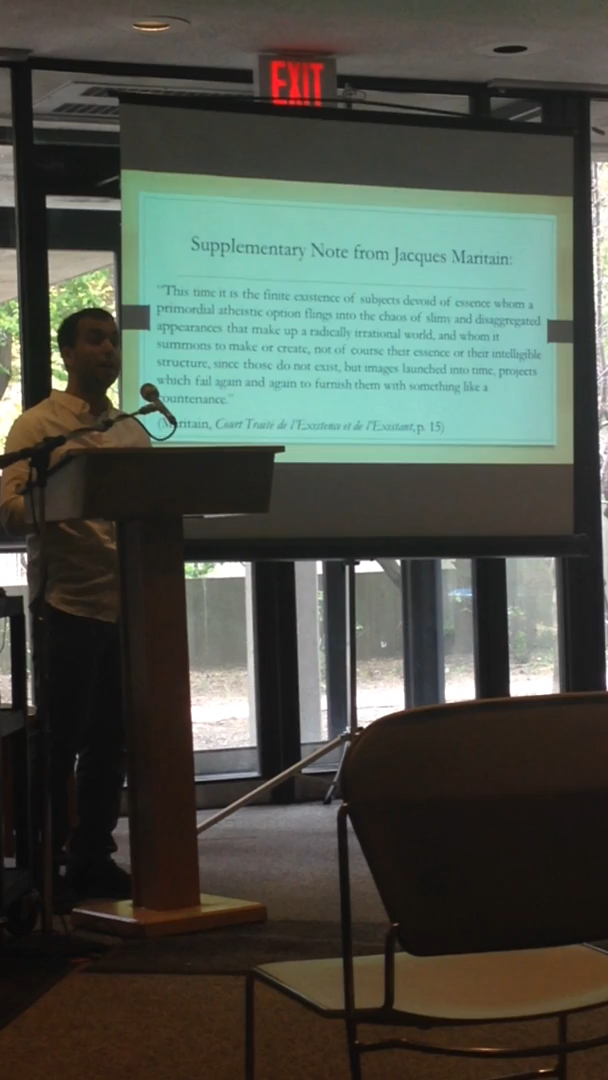 EXIT
Supplementary Note from Jacques Maritain:
"This time it is the finite existence of subjects devoid of essence whom a
primordial atheistic option flings into the chaos of slimy and disaggregated
appearances that make up a radically irrational world, and whom it
summons to make or create, not of course their essence or their intelligible
structure, since those do not exist, but images launched into time, projects
which fail again and again to furnish them with something like a
countenance."
(Maritain, Court Traité de l'Existence et de l'Existant, p. 15)